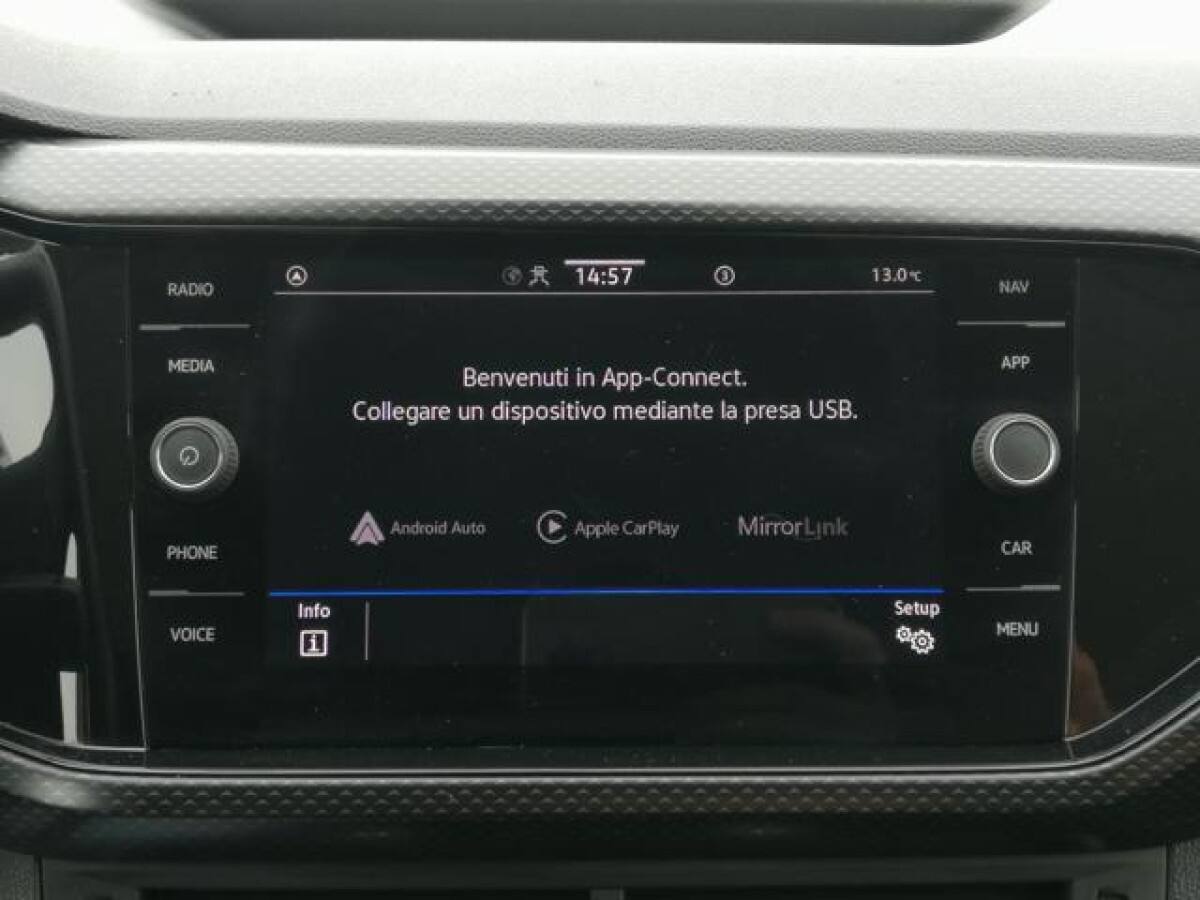 RADIO
MEDIA
PHONE
VOICE
14:57
3
13.0°C
Benvenuti in App-Connect.
Collegare un dispositivo mediante la presa USB.
Android Auto
Apple CarPlay
MirrorLink
Info
Setup
NAV
APP
CAR
MENU